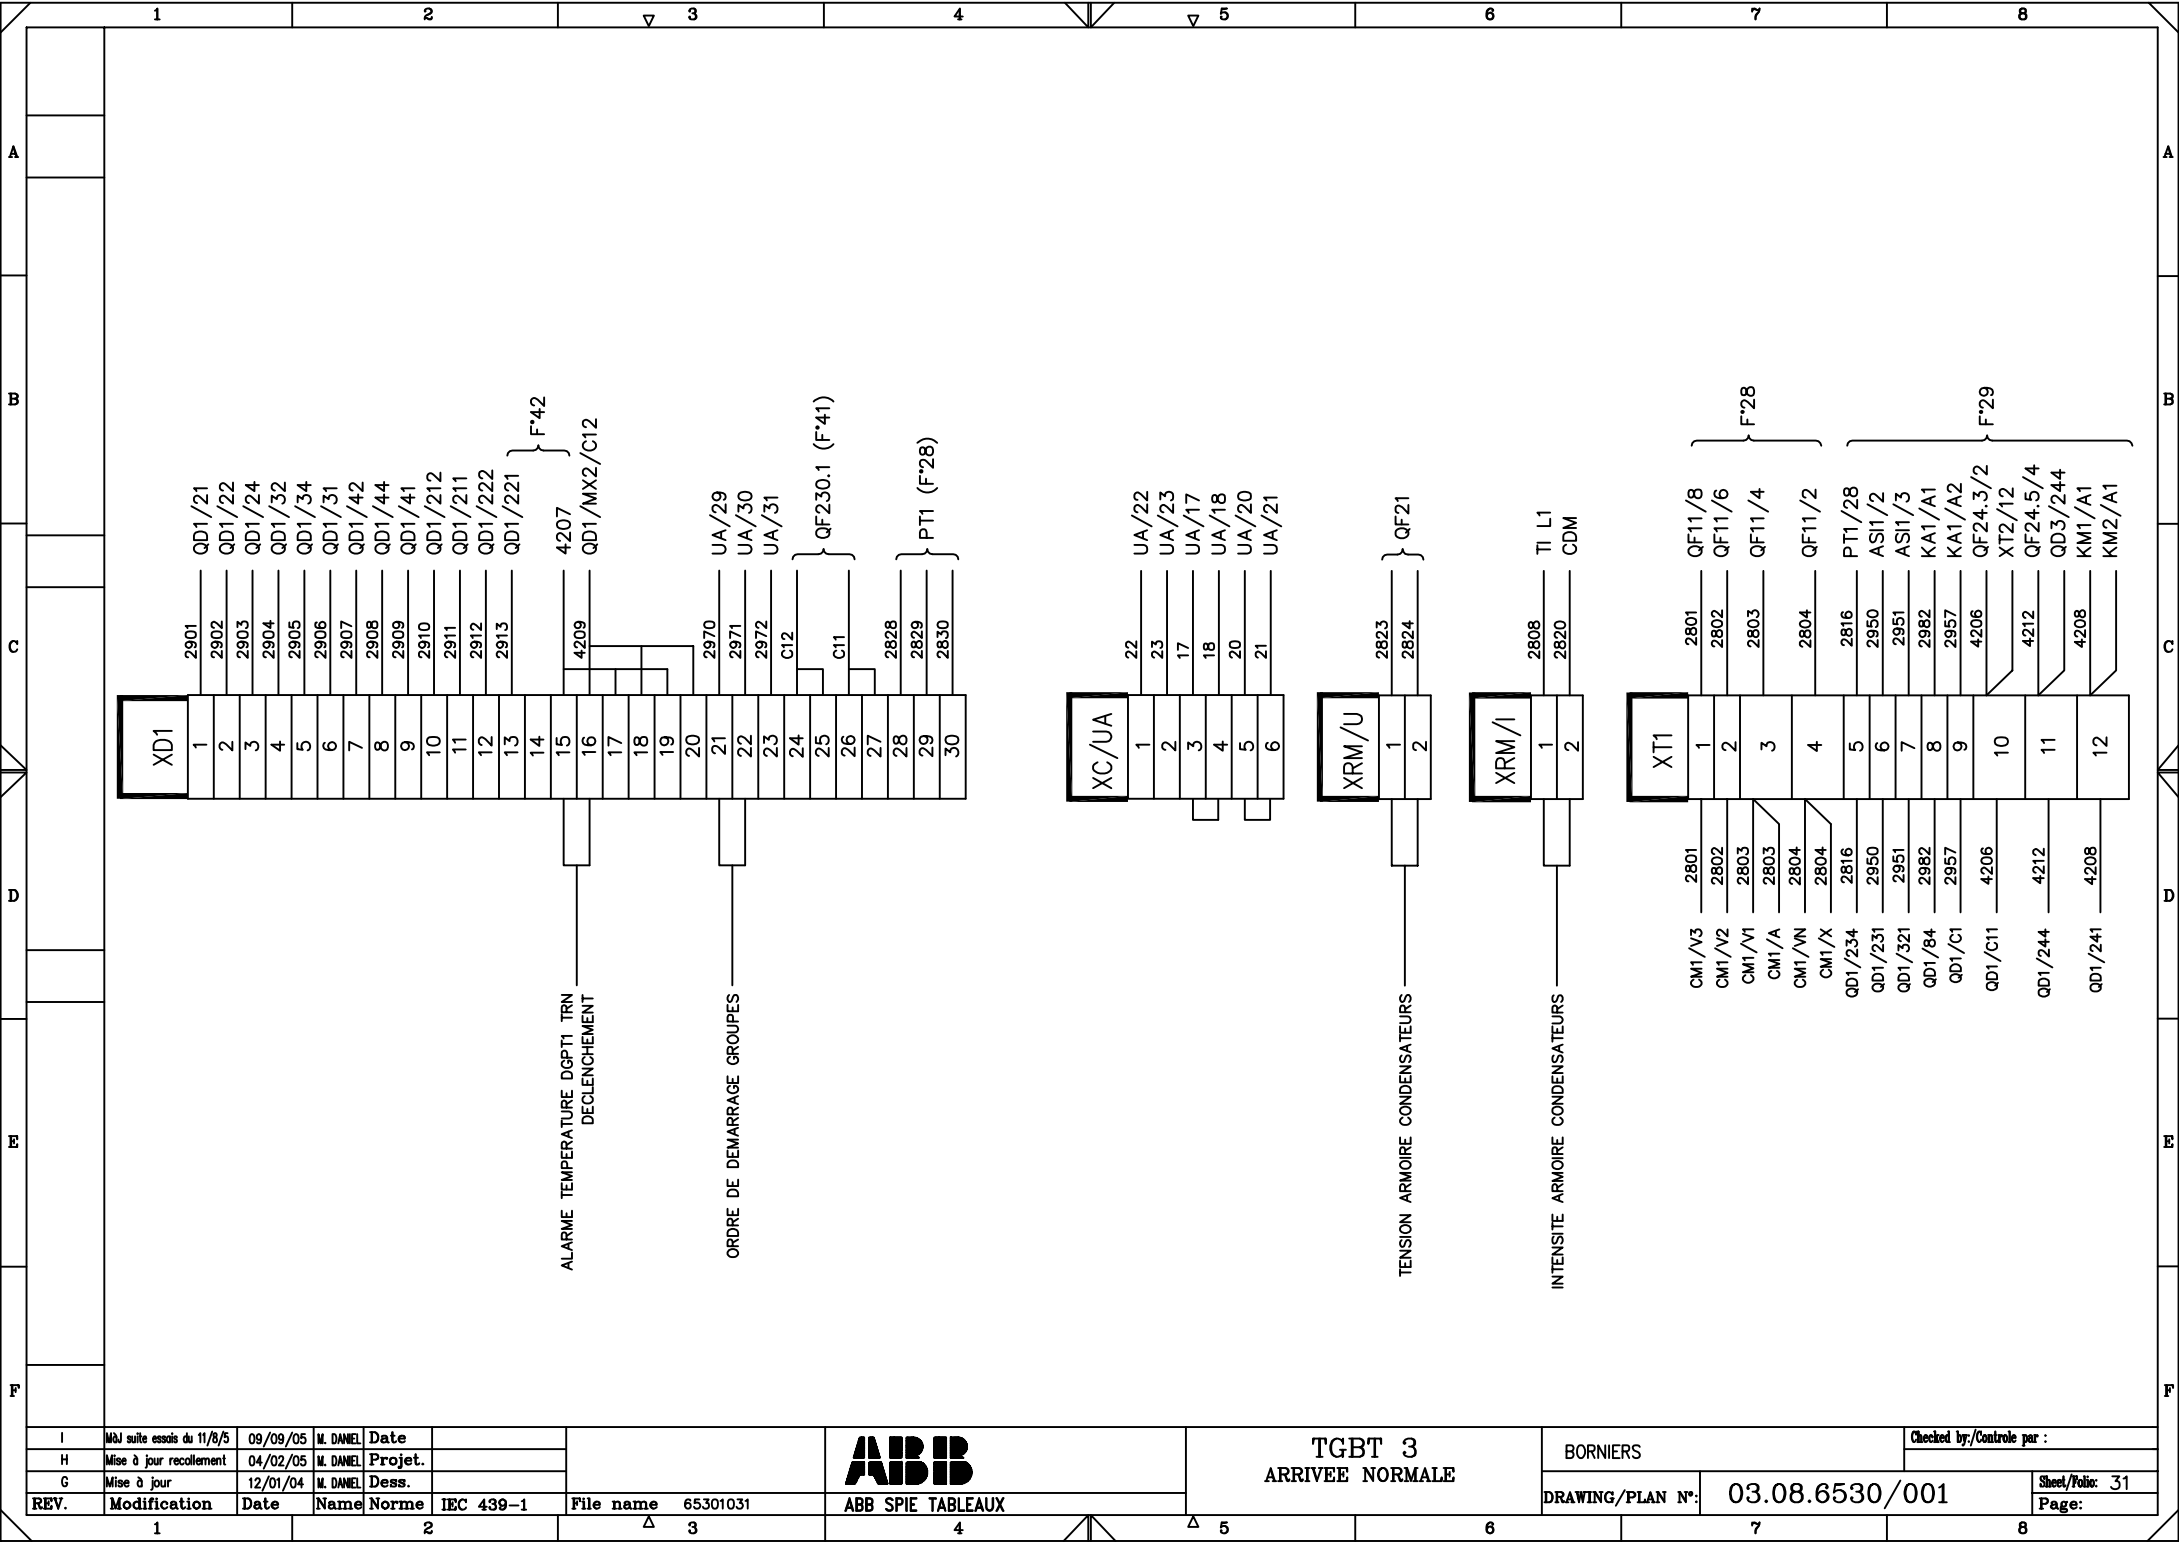 1 2 3 4 5 6 7 8
A A
B B
C C
D D
E E
F F
XD1
1 2 3 4 5 6 7 8 9 10 11 12 13 14 15 16 17 18 19 20 21 22 23 24 25 26 27 28 29 30
2901 QD1/21
2902 QD1/22
2903 QD1/24
2904 QD1/32
2905 QD1/34
2906 QD1/31
2907 QD1/42
2908 QD1/44
2909 QD1/41
2910 QD1/212
2911 QD1/211
2912 QD1/222
2913 QD1/221
F°42
4207
4209 QD1/MX2/C12
2970 UA/29
2971 UA/30
2972 UA/31
C12
C11
QF230.1 (F°41)
2828
2829
2830
PT1 (F°28)
ALARME TEMPERATURE DGPT1 TRN
DECLENCHEMENT
ORDRE DE DEMARRAGE GROUPES
XC/UA
1 2 3 4 5 6
22 UA/22
23 UA/23
17 UA/17
18 UA/18
20 UA/20
21 UA/21
XRM/U
1 2
2823
2824
QF21
TENSION ARMOIRE CONDENSATEURS
XRM/I
1 2
2808 TI L1
2820 CDM
INTENSITE ARMOIRE CONDENSATEURS
XT1
1 2 3 4 5 6 7 8 9 10 11 12
2801 QF11/8
2802 QF11/6
2803 QF11/4
2804 QF11/2
F°28
2816 PT1/28
2950 ASI1/2
2951 ASI1/3
2982 KA1/A1
2957 KA1/A2
4206 QF24.3/2
XT2/12
4212 QF24.5/4
QD3/244
4208 KM1/A1
KM2/A1
F°29
CM1/V3 2801
CM1/V2 2802
CM1/V1 2803
CM1/A 2803
CM1/VN 2804
CM1/X 2804
QD1/234 2816
QD1/231 2950
QD1/321 2951
QD1/84 2982
QD1/C1 2957
QD1/C11 4206
QD1/244 4212
QD1/241 4208
I MàJ suite essais du 11/8/5 09/09/05 M. DANIEL Date
H Mise à jour recollement 04/02/05 M. DANIEL Projet.
G Mise à jour 12/01/04 M. DANIEL Dess.
REV. Modification Date Name Norme IEC 439-1 File name 65301031
ABB
ABB SPIE TABLEAUX
TGBT 3
ARRIVEE NORMALE
BORNIERS
Checked by:/Controle par :
DRAWING/PLAN N°: 03.08.6530/001
Sheet/Folio: 31
Page:
1 2 3 4 5 6 7 8